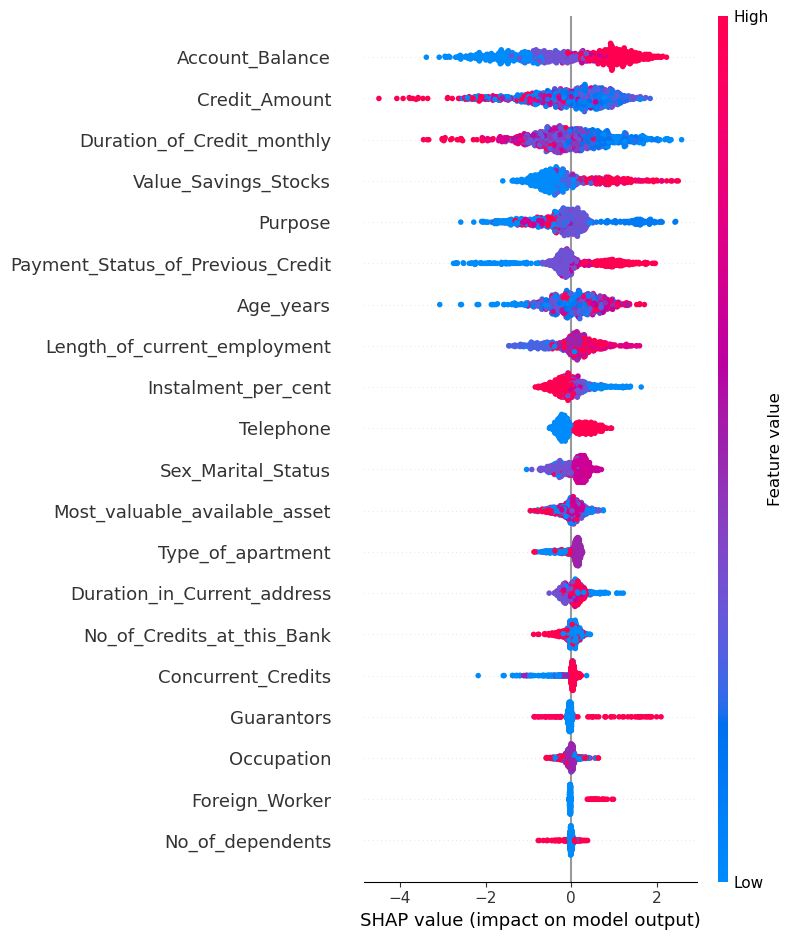 High
Account_Balance
Credit_Amount
Duration_of_Credit_monthly
Value_Savings_Stocks
Purpose
Payment_Status_of_Previous_Credit
Age_years
Length_of_current_employment
Instalment_per_cent
Telephone
Sex_Marital_Status
Most_valuable_available_asset
Type_of_apartment
Duration_in_Current_address
No_of_Credits_at_this_Bank
Concurrent_Credits
Guarantors
Occupation
Foreign_Worker
No_of_dependents
Feature value
Low
−4 −2 0 2
SHAP value (impact on model output)